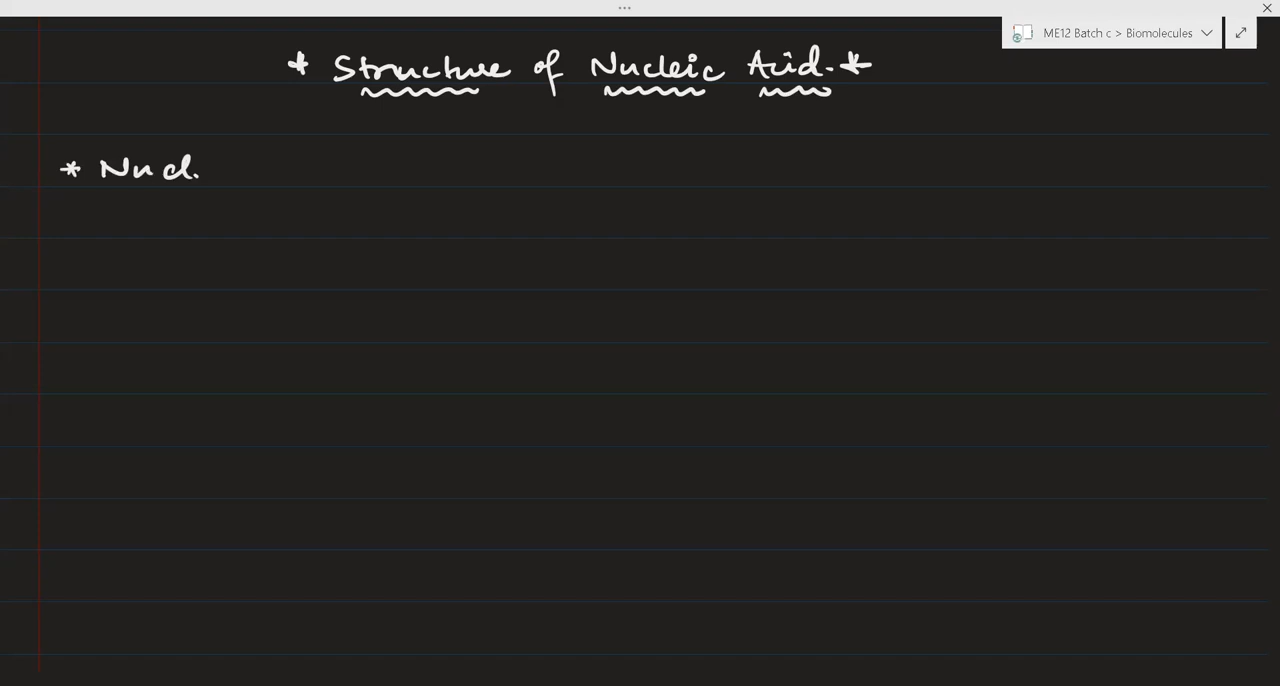 ME12 Batch c > Biomolecules
* Structure of Nucleic Acid. *
* Nucl.